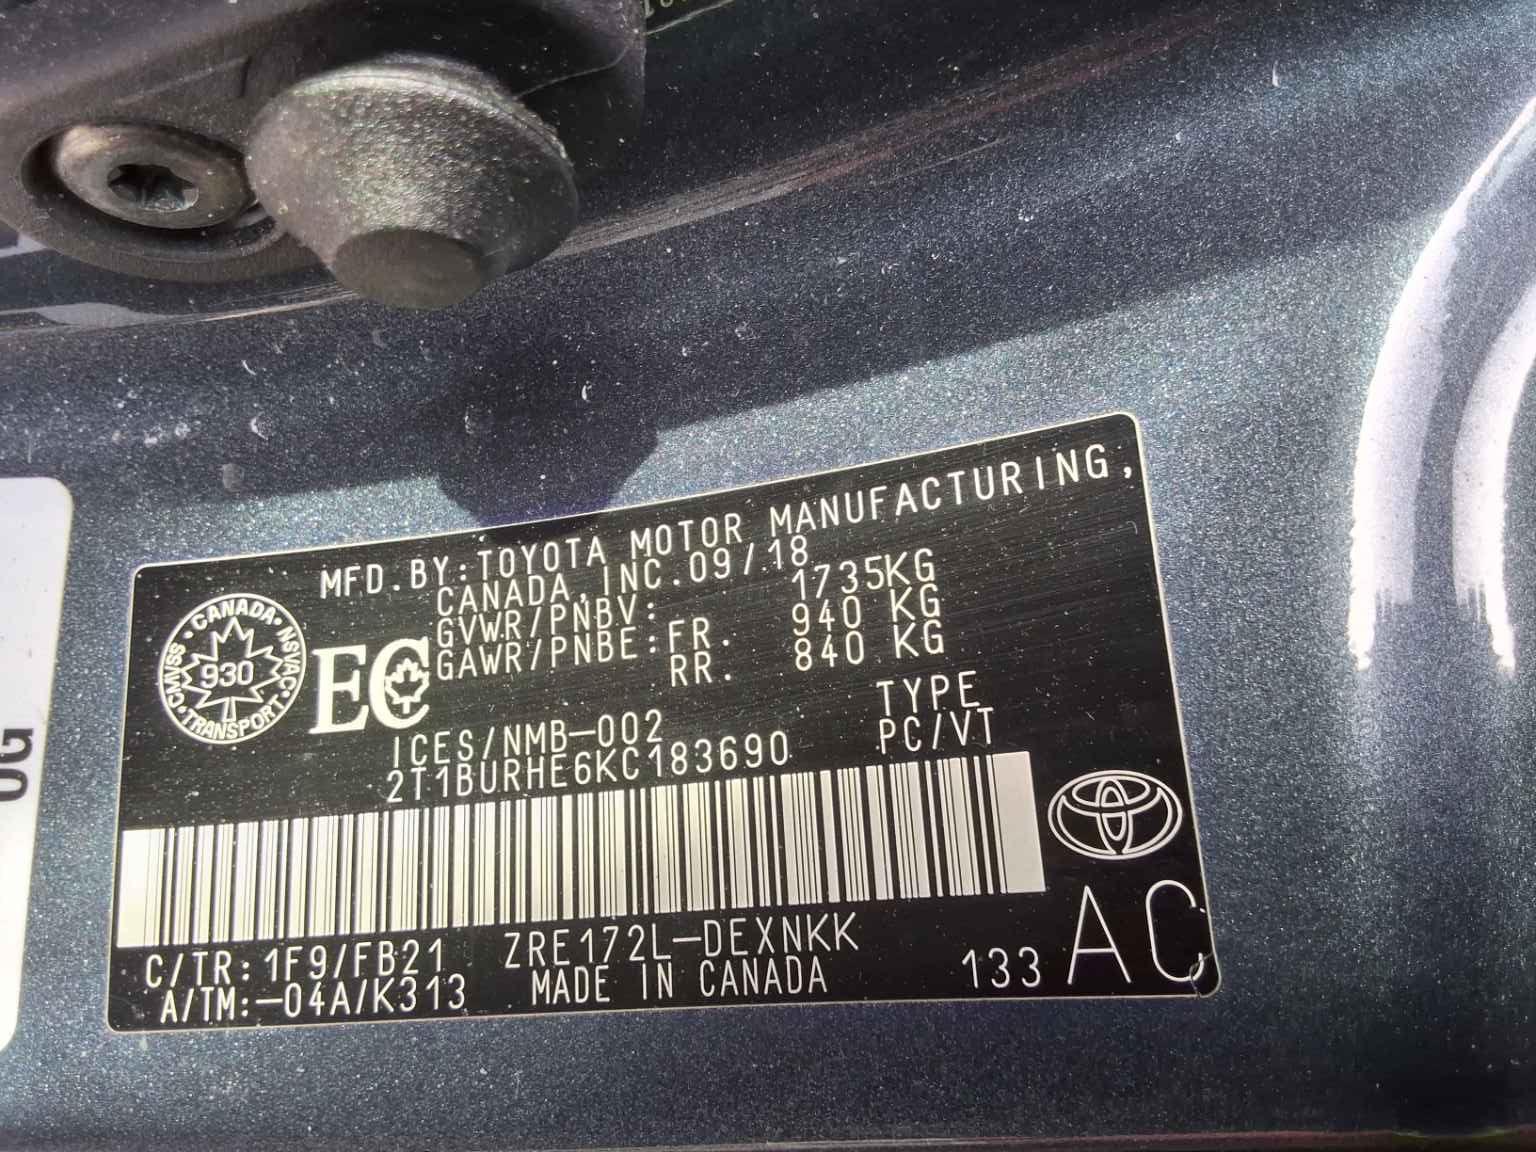 MFD.BY:TOYOTA MOTOR MANUFACTURING,
CANADA, INC.09/18
GVWR/PNBV: 1735KG
GAWR/PNBE:FR. 940 KG
RR. 840 KG
CANADA·NSVAC·TRANSPORT·CMVSS·
930
EC
TYPE
ICES/NMB-002 PC/VT
2T1BURHE6KC183690
C/TR:1F9/FB21 ZRE172L-DEXNKK
A/TM:-04A/K313 MADE IN CANADA 133 AC